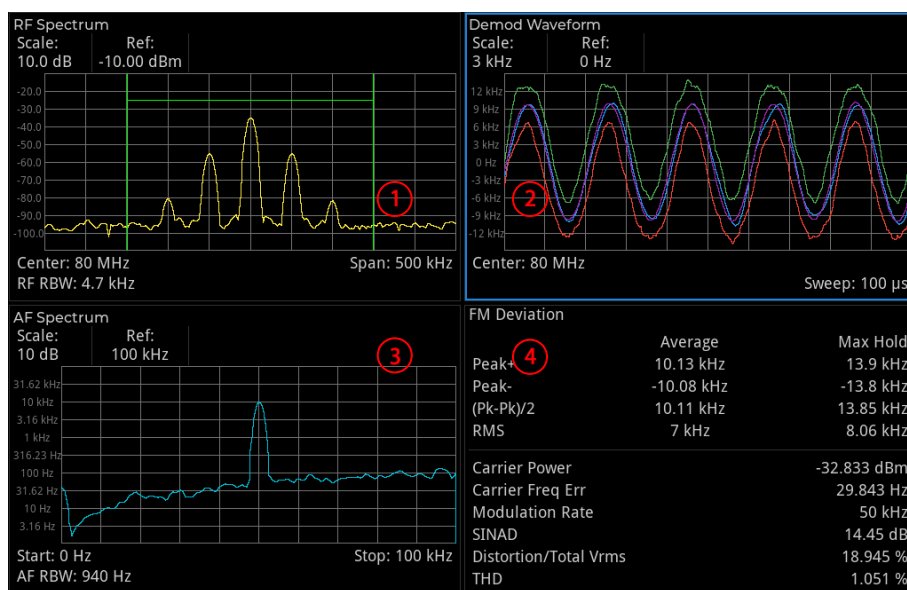 RF Spectrum
Scale: Ref:
10.0 dB -10.00 dBm
-20.0
-30.0
-40.0
-50.0
-60.0
-70.0
-80.0
-90.0
-100.0
1
Center: 80 MHz Span: 500 kHz
RF RBW: 4.7 kHz
Demod Waveform
Scale: Ref:
3 kHz 0 Hz
12 kHz
9 kHz
6 kHz
3 kHz
0 Hz
-3 kHz
-6 kHz
-9 kHz
-12 kHz
2
Center: 80 MHz
Sweep: 100 µs
AF Spectrum
Scale: Ref:
10 dB 100 kHz
31.62 kHz
10 kHz
3.16 kHz
1 kHz
316.23 Hz
100 Hz
31.62 Hz
10 Hz
3.16 Hz
3
Start: 0 Hz Stop: 100 kHz
AF RBW: 940 Hz
FM Deviation
Average Max Hold
Peak+ 10.13 kHz 13.9 kHz
4
Peak- -10.08 kHz -13.8 kHz
(Pk-Pk)/2 10.11 kHz 13.85 kHz
RMS 7 kHz 8.06 kHz
Carrier Power -32.833 dBm
Carrier Freq Err 29.843 Hz
Modulation Rate 50 kHz
SINAD 14.45 dB
Distortion/Total Vrms 18.945 %
THD 1.051 %